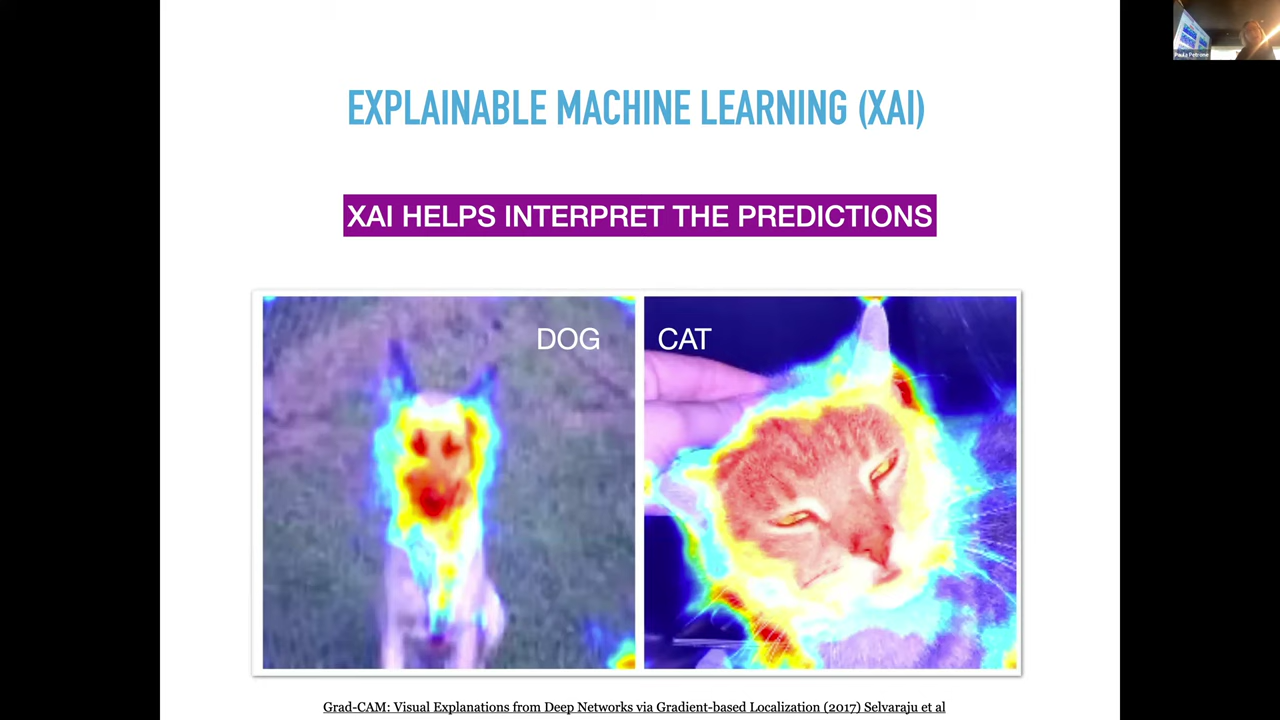 EXPLAINABLE MACHINE LEARNING (XAI)
XAI HELPS INTERPRET THE PREDICTIONS
DOG
CAT
Grad-CAM: Visual Explanations from Deep Networks via Gradient-based Localization (2017) Selvaraju et al